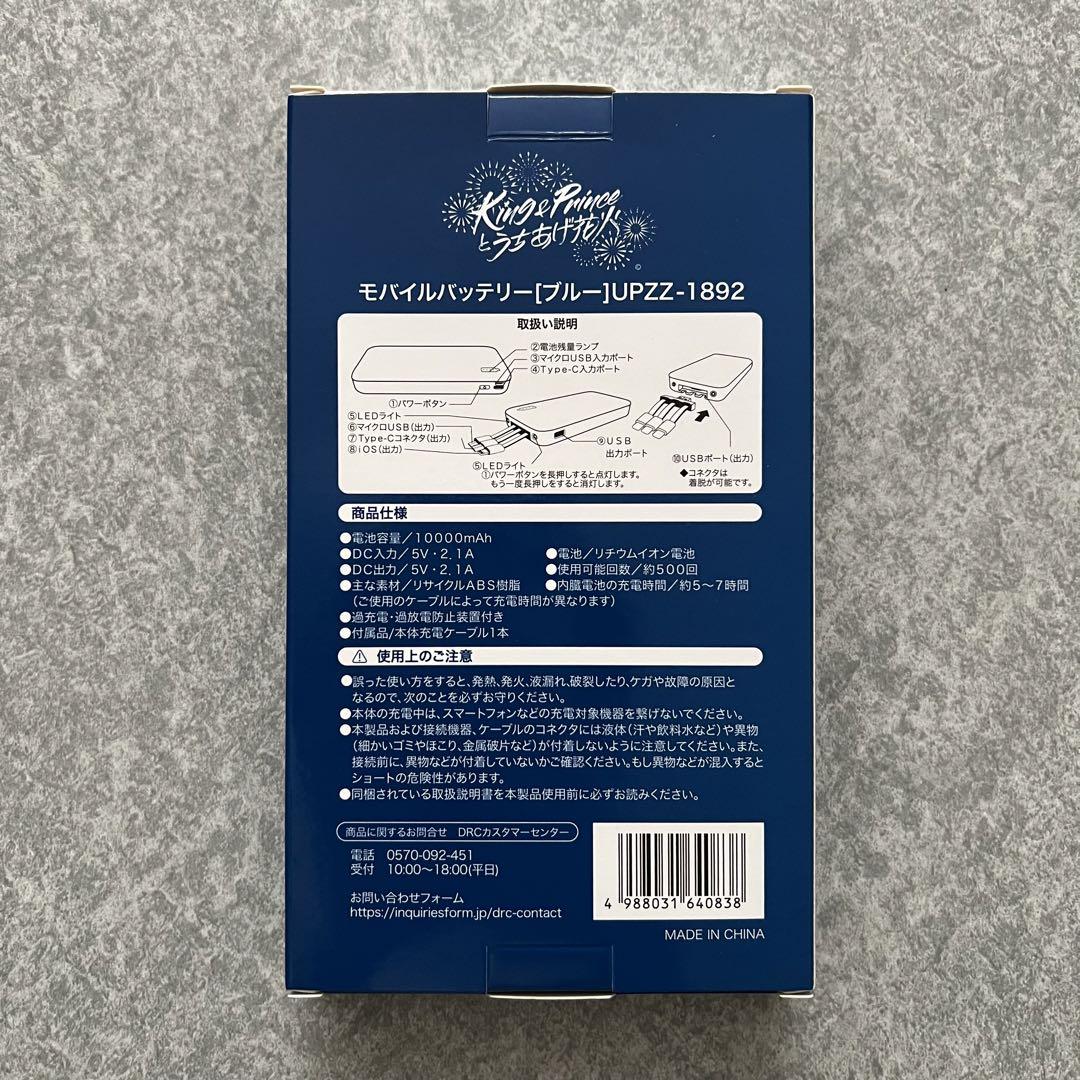 King & Prince
とうちあげ花火
©
モバイルバッテリー[ブルー]UPZZ-1892
取扱い説明
②電池残量ランプ
③マイクロUSB入力ポート
④Type-C入力ポート
①パワーボタン
⑤LEDライト
⑥マイクロUSB(出力)
⑦Type-Cコネクタ(出力)
⑧iOS(出力)
⑨USB
出力ポート
⑤LEDライト
①パワーボタンを長押しすると点灯します。
もう一度長押しをすると消灯します。
⑩USBポート(出力)
◆コネクタは
着脱が可能です。
商品仕様
●電池容量/10000mAh
●DC入力/5V・2.1A ●電池/リチウムイオン電池
●DC出力/5V・2.1A ●使用可能回数/約500回
●主な素材/リサイクルABS樹脂 ●内臓電池の充電時間/約5〜7時間
(ご使用のケーブルによって充電時間が異なります)
●過充電・過放電防止装置付き
●付属品/本体充電ケーブル1本
⚠ 使用上のご注意
●誤った使い方をすると、発熱、発火、液漏れ、破裂したり、ケガや故障の原因と
なるので、次のことを必ずお守りください。
●本体の充電中は、スマートフォンなどの充電対象機器を繋げないでください。
●本製品および接続機器、ケーブルのコネクタには液体(汗や飲料水など)や異物
(細かいゴミやほこり、金属破片など)が付着しないように注意してください。また、
接続前に、異物などが付着していないかご確認ください。もし異物などが混入すると
ショートの危険性があります。
●同梱されている取扱説明書を本製品使用前に必ずお読みください。
商品に関するお問合せ DRCカスタマーセンター
電話 0570-092-451
受付 10:00〜18:00(平日)
お問い合わせフォーム
https://inquiriesform.jp/drc-contact
4 988031 640838
MADE IN CHINA